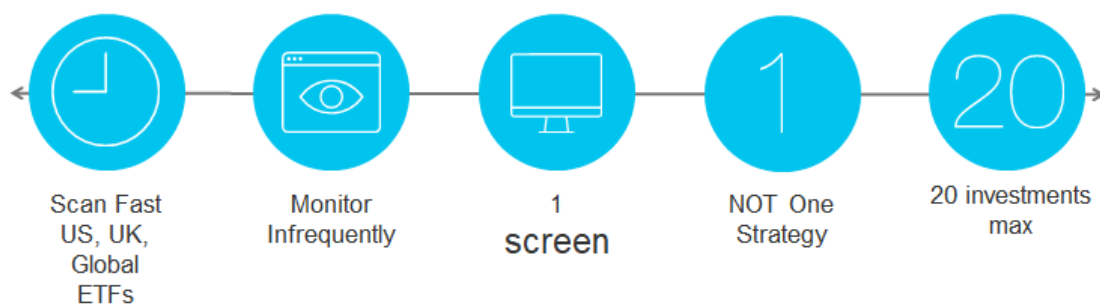 1
20
Scan Fast
US, UK,
Global
ETFs
Monitor
Infrequently
1
screen
NOT One
Strategy
20 investments
max